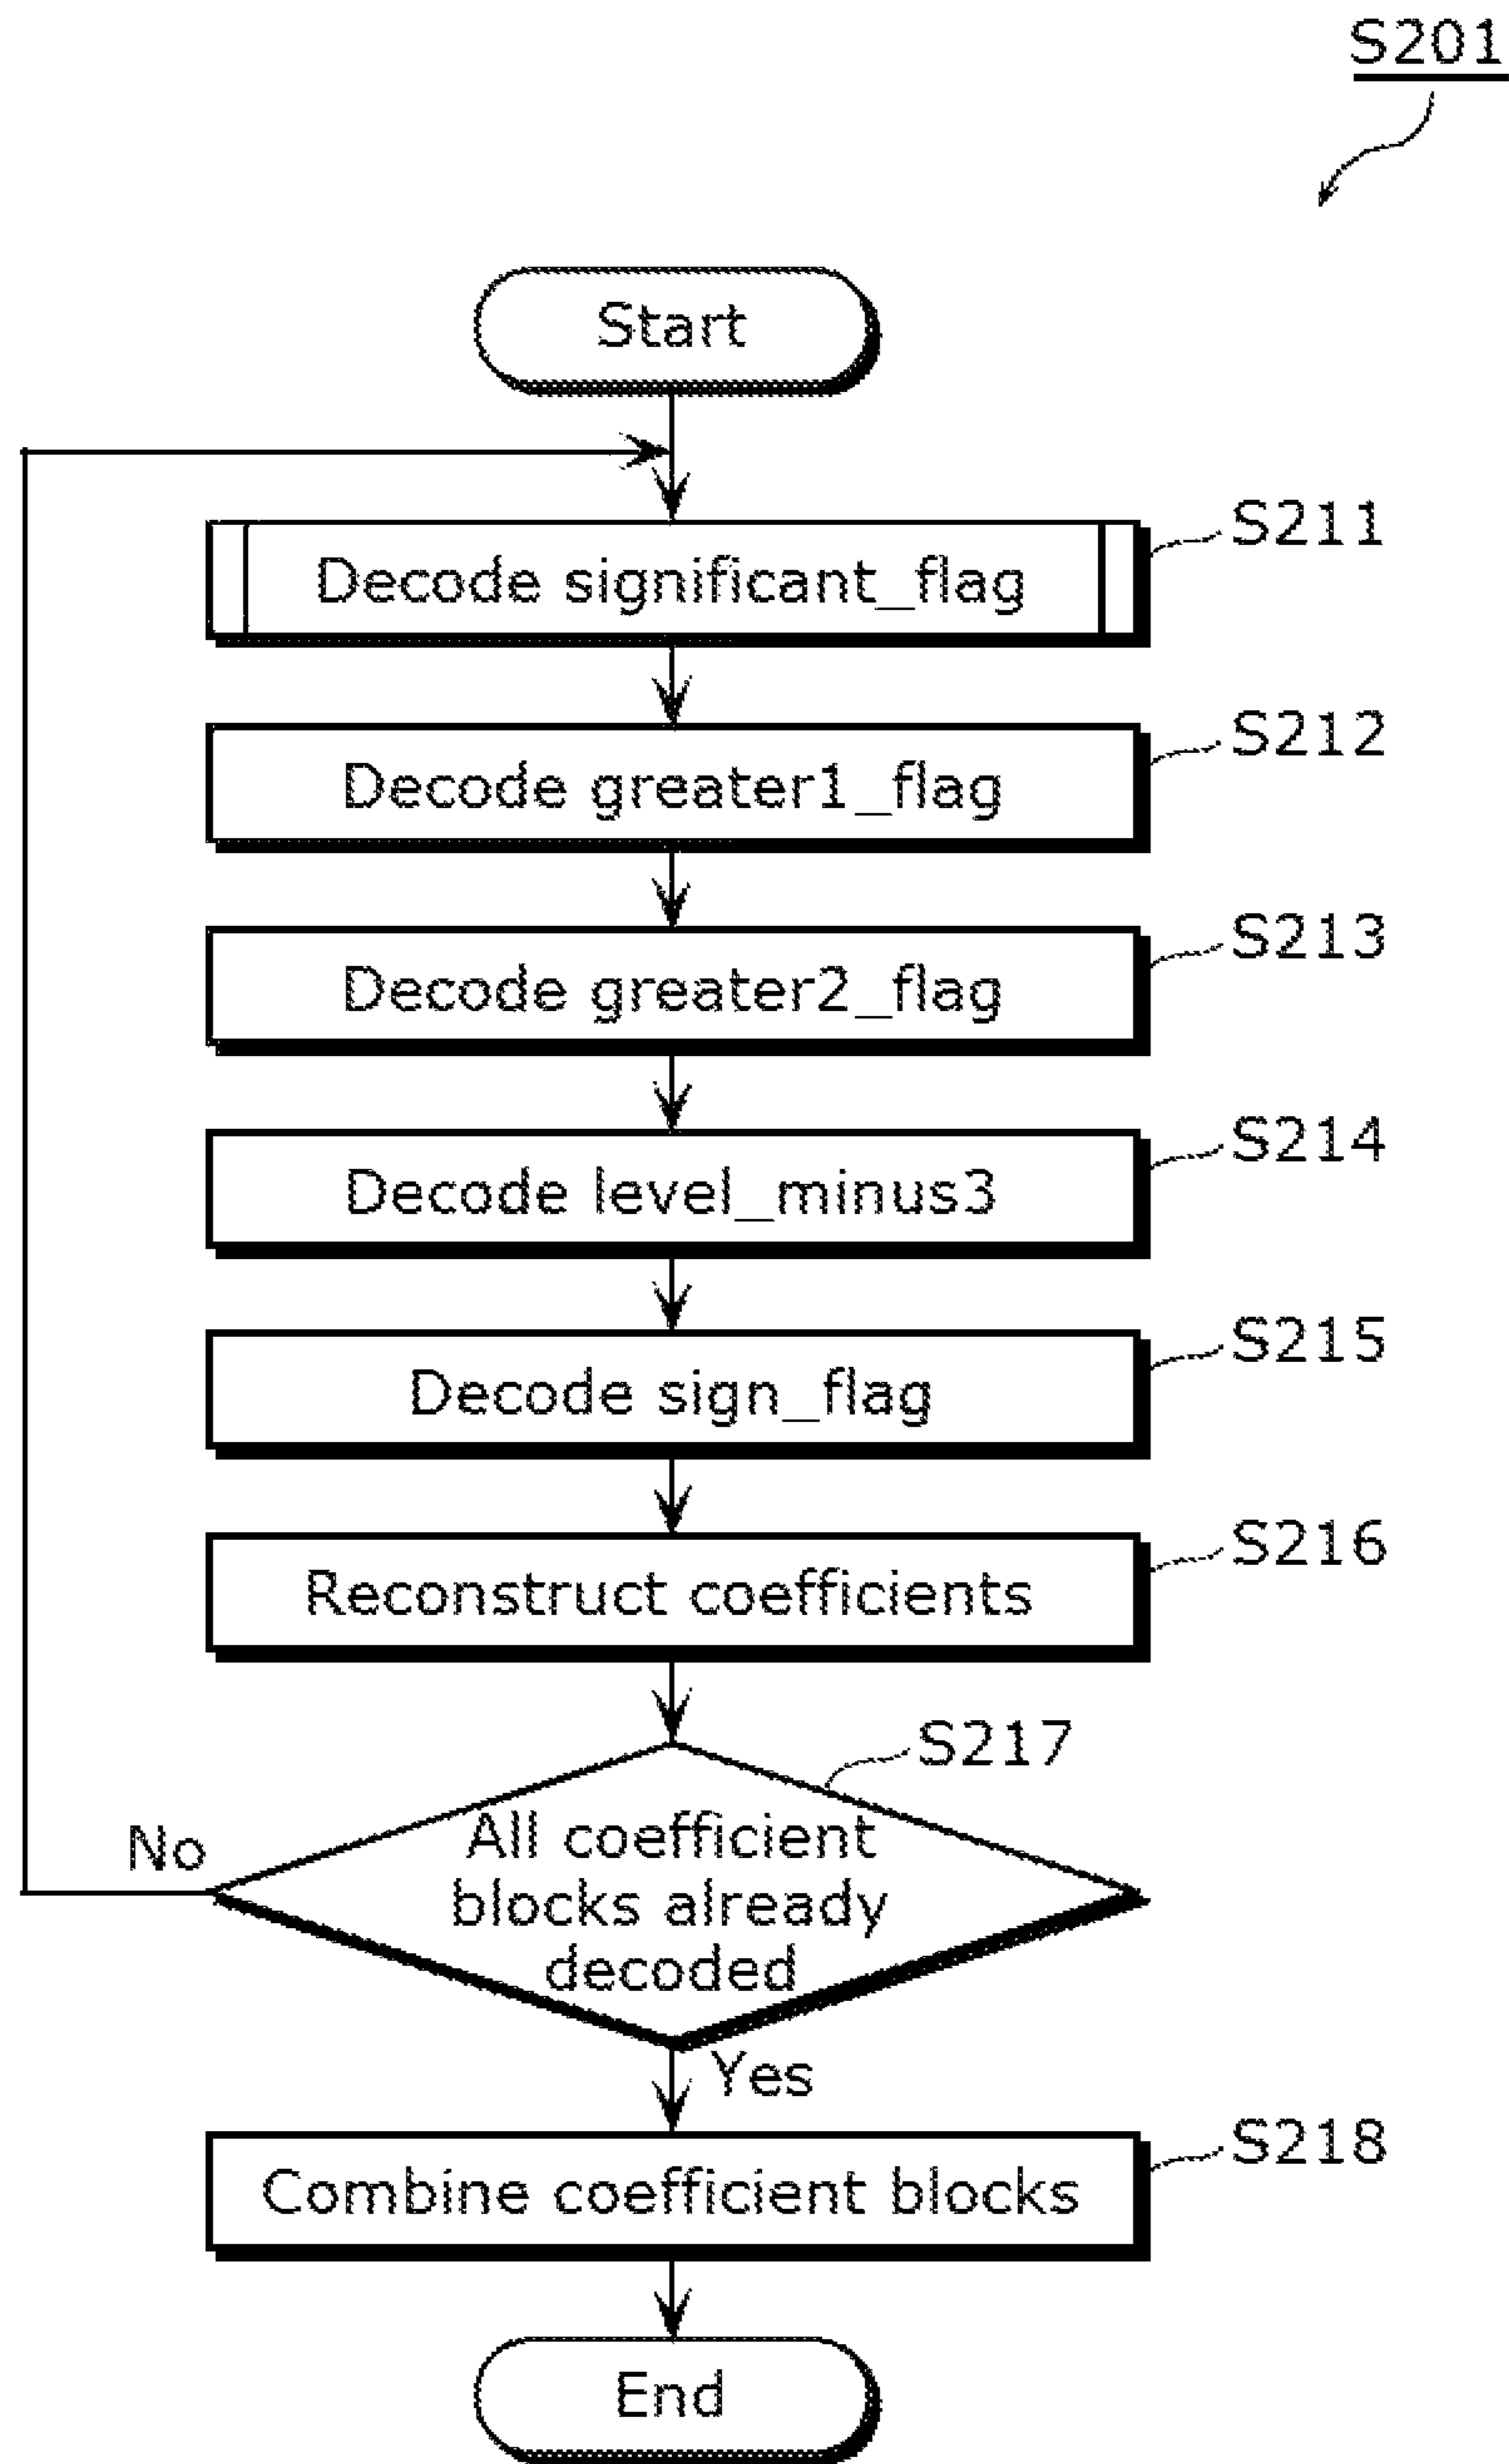 S201
Start
Decode significant_flag
S211
Decode greater1_flag
S212
Decode greater2_flag
S213
Decode level_minus3
S214
Decode sign_flag
S215
Reconstruct coefficients
S216
S217
All coefficient
blocks already
decoded
No
Yes
Combine coefficient blocks
S218
End